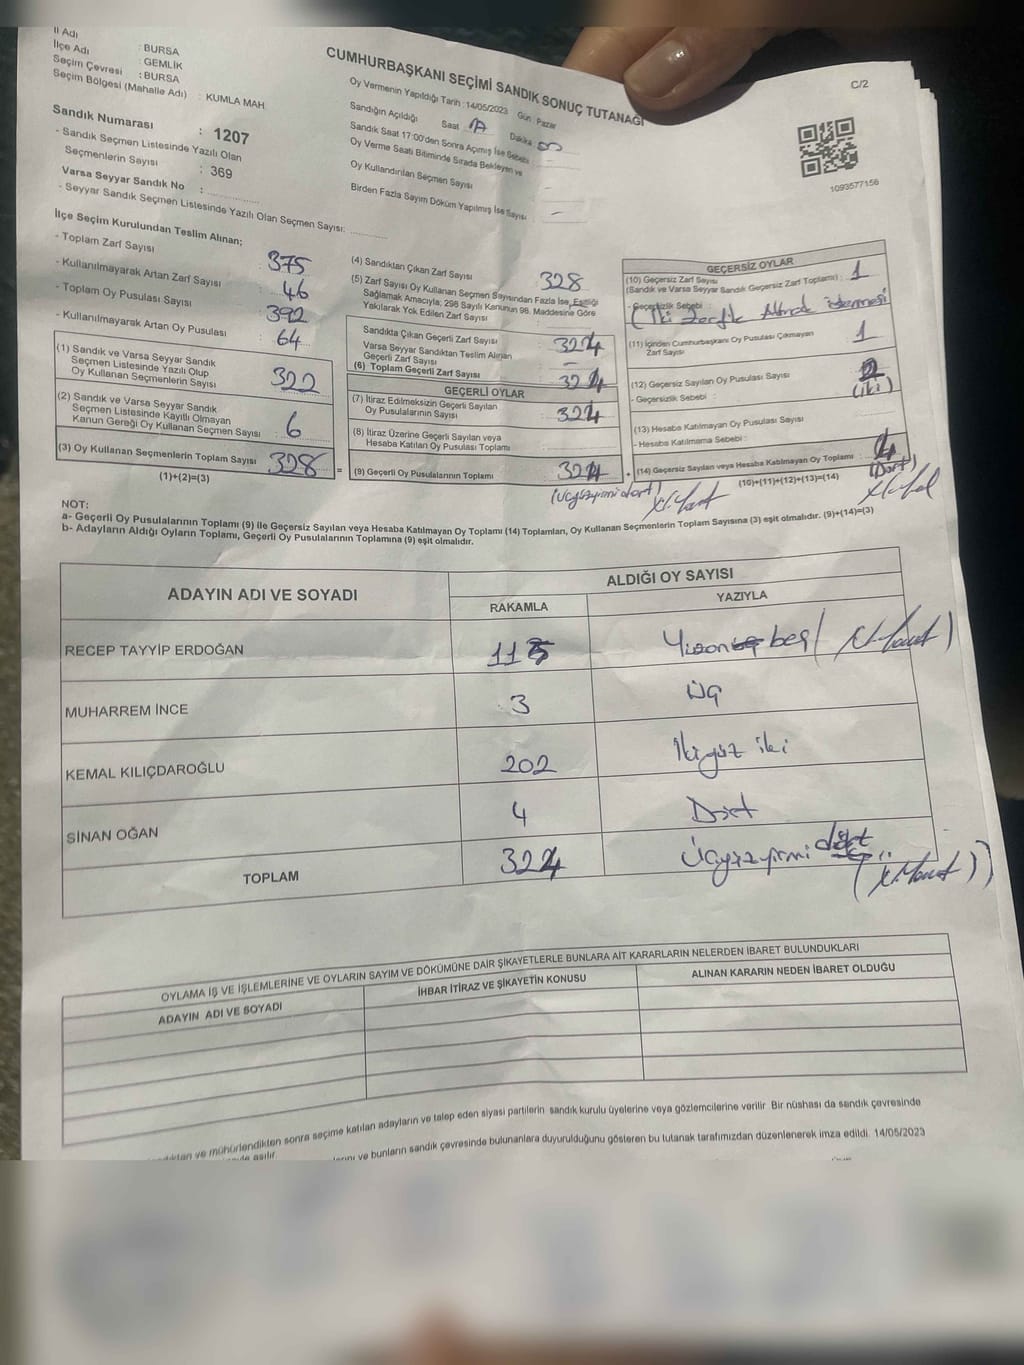 İl Adı : BURSA
İlçe Adı : GEMLİK
Seçim Çevresi : BURSA
Seçim Bölgesi (Mahalle Adı) : KUMLA MAH
CUMHURBAŞKANI SEÇİMİ SANDIK SONUÇ TUTANAĞI
C/2
Oy Vermenin Yapıldığı Tarih : 14/05/2023 Gün Pazar
Sandığın Açıldığı Saat Dakika
Sandık Saat 17:00'den Sonra Açımış İse Sebebi
Oy Verme Saati Bitiminde Sırada Bekleyen ve
Oy Kullandırılan Seçmen Sayısı -
Birden Fazla Sayım Döküm Yapılmış İse Sayısı -
1093577156
Sandık Numarası : 1207
- Sandık Seçmen Listesinde Yazılı Olan
Seçmenlerin Sayısı : 369
Varsa Seyyar Sandık No :
- Seyyar Sandık Seçmen Listesinde Yazılı Olan Seçmen Sayısı:
İlçe Seçim Kurulundan Teslim Alınan;
- Toplam Zarf Sayısı : 375
- Kullanılmayarak Artan Zarf Sayısı : 46
- Toplam Oy Pusulası Sayısı : 392
- Kullanılmayarak Artan Oy Pusulası : 64
(1) Sandık ve Varsa Seyyar Sandık
Seçmen Listesinde Yazılı Olup
Oy Kullanan Seçmenlerin Sayısı : 322
(2) Sandık ve Varsa Seyyar Sandık
Seçmen Listesinde Kayıtlı Olmayan
Kanun Gereği Oy Kullanan Seçmen Sayısı : 6
(3) Oy Kullanan Seçmenlerin Toplam Sayısı 328
(1)+(2)=(3)
=
(4) Sandıktan Çıkan Zarf Sayısı : 328
(5) Zarf Sayısı Oy Kullanan Seçmen Sayısından Fazla İse, Eşitliği
Sağlamak Amacıyla; 298 Sayılı Kanunun 98. Maddesine Göre
Yakılarak Yok Edilen Zarf Sayısı :
Sandıkta Çıkan Geçerli Zarf Sayısı : 324
Varsa Seyyar Sandıktan Teslim Alınan
Geçerli Zarf Sayısı : -
(6) Toplam Geçerli Zarf Sayısı : 324
GEÇERLİ OYLAR
(7) İtiraz Edilmeksizin Geçerli Sayılan
Oy Pusulalarının Sayısı : 324
(8) İtiraz Üzerine Geçerli Sayılan veya
Hesaba Katılan Oy Pusulası Toplamı :
(9) Geçerli Oy Pusulalarının Toplamı : 324
(üçyüzyirmi dört)
+
GEÇERSİZ OYLAR
(10) Geçersiz Zarf Sayısı
(Sandık ve Varsa Seyyar Sandık Geçersiz Zarf Toplamı) : 1
- Geçersizlik Sebebi :
(11) İçinden Cumhurbaşkanı Oy Pusulası Çıkmayan
Zarf Sayısı : 1
(12) Geçersiz Sayılan Oy Pusulası Sayısı : 2
- Geçersizlik Sebebi : (iki)
(13) Hesaba Katılmayan Oy Pusulası Sayısı :
- Hesaba Katılmama Sebebi :
(14) Geçersiz Sayılan veya Hesaba Katılmayan Oy Toplamı : 4
(10)+(11)+(12)+(13)=(14) (Dört)
NOT:
a- Geçerli Oy Pusulalarının Toplamı (9) ile Geçersiz Sayılan veya Hesaba Katılmayan Oy Toplamı (14) Toplamları, Oy Kullanan Seçmenlerin Toplam Sayısına (3) eşit olmalıdır. (9)+(14)=(3)
b- Adayların Aldığı Oyların Toplamı, Geçerli Oy Pusulalarının Toplamına (9) eşit olmalıdır.
ADAYIN ADI VE SOYADI
ALDIĞI OY SAYISI
RAKAMLA YAZIYLA
RECEP TAYYİP ERDOĞAN 115 Yüzon beş
MUHARREM İNCE 3 Üç
KEMAL KILIÇDAROĞLU 202 İkiyüz iki
SİNAN OĞAN 4 Dört
TOPLAM 324 Üçyüzyirmi dört
OYLAMA İŞ VE İŞLEMLERİNE VE OYLARIN SAYIM VE DÖKÜMÜNE DAİR ŞİKAYETLERLE BUNLARA AİT KARARLARIN NELERDEN İBARET BULUNDUKLARI
ADAYIN ADI VE SOYADI İHBAR İTİRAZ VE ŞİKAYETİN KONUSU ALINAN KARARIN NEDEN İBARET OLDUĞU
ve mühürlendikten sonra seçime katılan adayların ve talep eden siyasi partilerin sandık kurulu üyelerine veya gözlemcilerine verilir Bir nüshası da sandık çevresinde
asılır.
ve bunların sandık çevresinde bulunanlara duyurulduğunu gösteren bu tutanak tarafımızdan düzenlenerek imza edildi. 14/05/2023